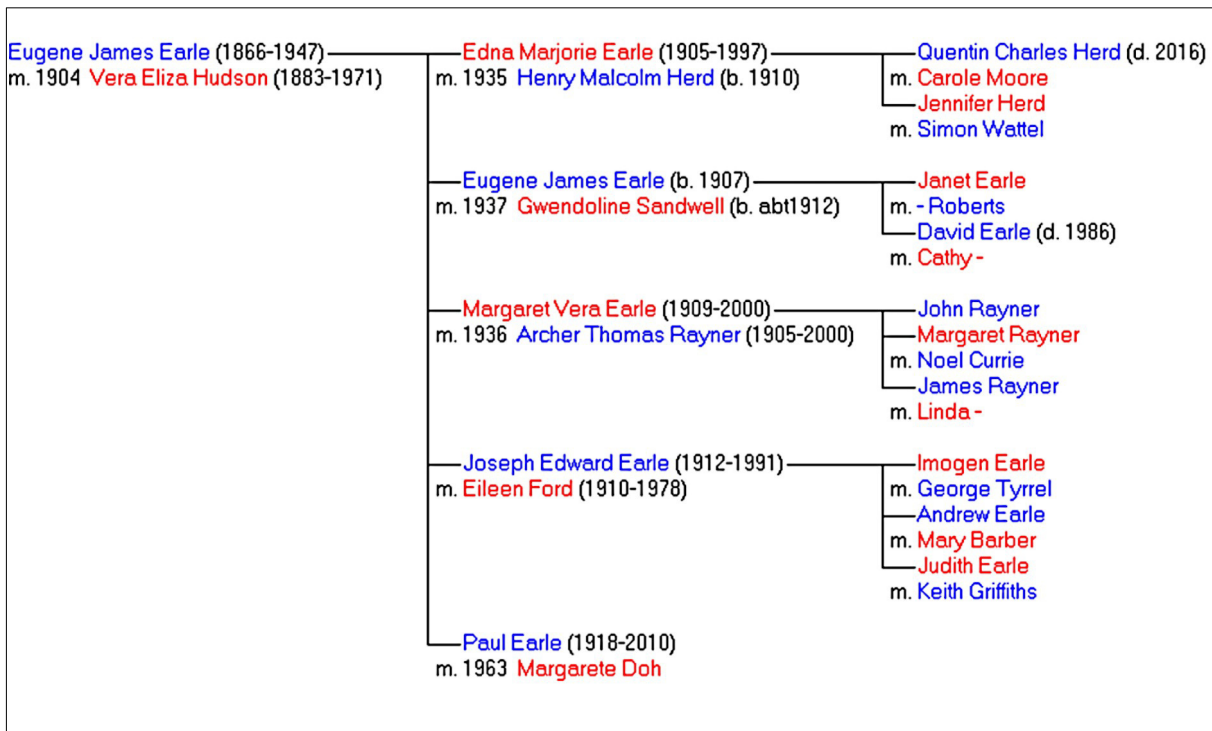 Eugene James Earle (1866-1947)
m. 1904 Vera Eliza Hudson (1883-1971)
Edna Marjorie Earle (1905-1997)
m. 1935 Henry Malcolm Herd (b. 1910)
Quentin Charles Herd (d. 2016)
m. Carole Moore
Jennifer Herd
m. Simon Wattel
Eugene James Earle (b. 1907)
m. 1937 Gwendoline Sandwell (b. abt1912)
Janet Earle
m. - Roberts
David Earle (d. 1986)
m. Cathy -
Margaret Vera Earle (1909-2000)
m. 1936 Archer Thomas Rayner (1905-2000)
John Rayner
Margaret Rayner
m. Noel Currie
James Rayner
m. Linda -
Joseph Edward Earle (1912-1991)
m. Eileen Ford (1910-1978)
Imogen Earle
m. George Tyrrel
Andrew Earle
m. Mary Barber
Judith Earle
m. Keith Griffiths
Paul Earle (1918-2010)
m. 1963 Margarete Doh